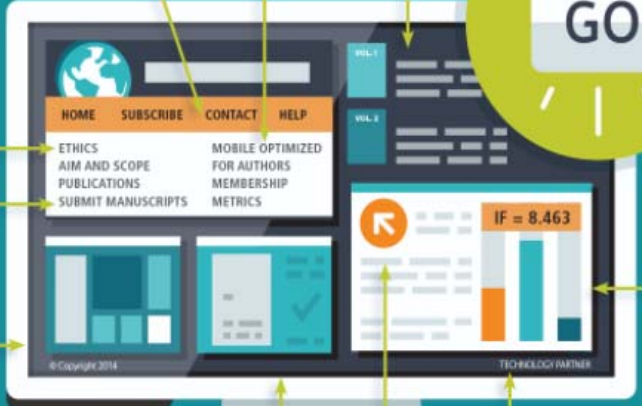 GO
VOL.1
HOME SUBSCRIBE CONTACT HELP
VOL.2
ETHICS MOBILE OPTIMIZED
AIM AND SCOPE FOR AUTHORS
PUBLICATIONS MEMBERSHIP
SUBMIT MANUSCRIPTS METRICS
IF = 8.463
© Copyright 2014
TECHNOLOGY PARTNER